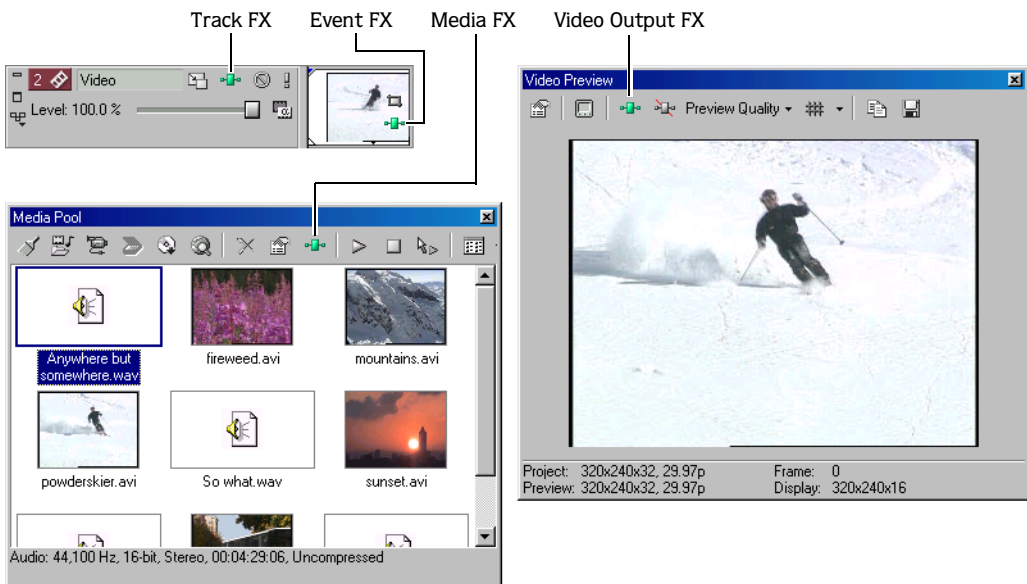 Track FX Event FX Media FX Video Output FX
2 Video
Level: 100.0 %
Video Preview
Preview Quality
Media Pool
Anywhere but
somewhere.wav
fireweed.avi
mountains.avi
powderskier.avi
So what.wav
sunset.avi
Audio: 44,100 Hz, 16-bit, Stereo, 00:04:29:06, Uncompressed
Project: 320x240x32, 29.97p Frame: 0
Preview: 320x240x32, 29.97p Display: 320x240x16